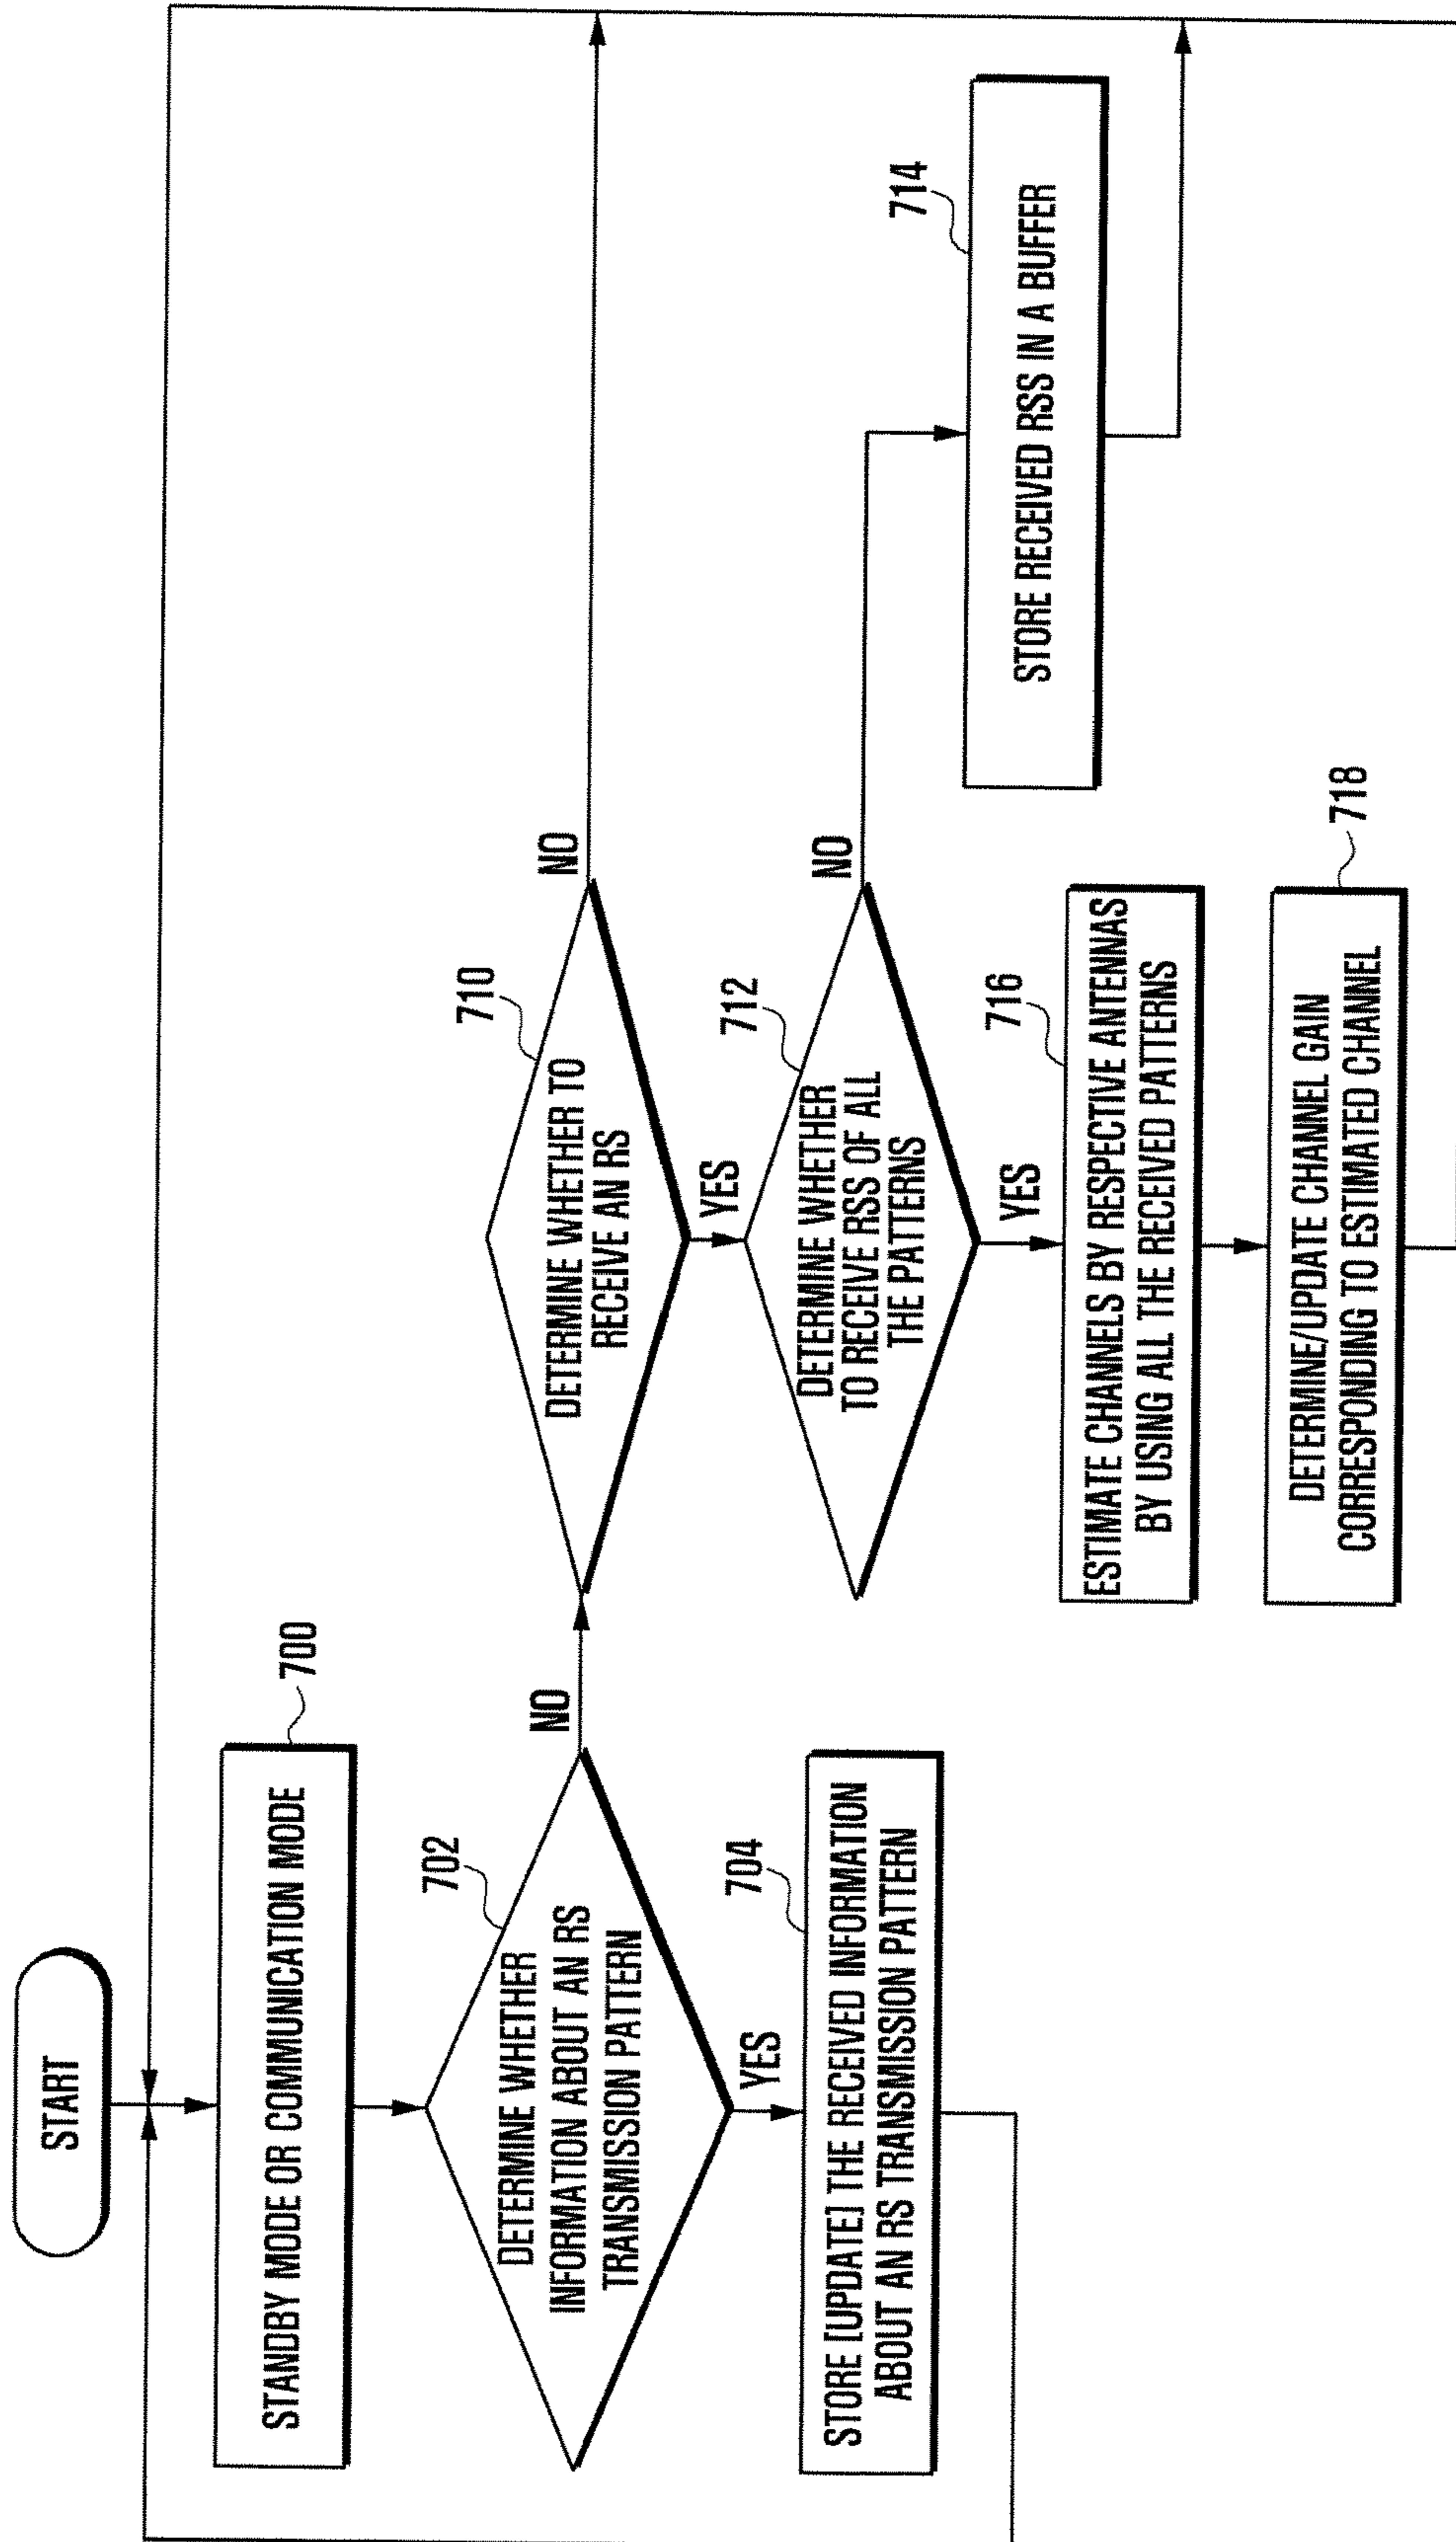 START
STANDBY MODE OR COMMUNICATION MODE
700
702
DETERMINE WHETHER
INFORMATION ABOUT AN RS
TRANSMISSION PATTERN
NO
YES
704
STORE [UPDATE] THE RECEIVED INFORMATION
ABOUT AN RS TRANSMISSION PATTERN
710
DETERMINE WHETHER TO
RECEIVE AN RS
NO
YES
712
DETERMINE WHETHER
TO RECEIVE RSS OF ALL
THE PATTERNS
NO
YES
714
STORE RECEIVED RSS IN A BUFFER
716
ESTIMATE CHANNELS BY RESPECTIVE ANTENNAS
BY USING ALL THE RECEIVED PATTERNS
718
DETERMINE/UPDATE CHANNEL GAIN
CORRESPONDING TO ESTIMATED CHANNEL